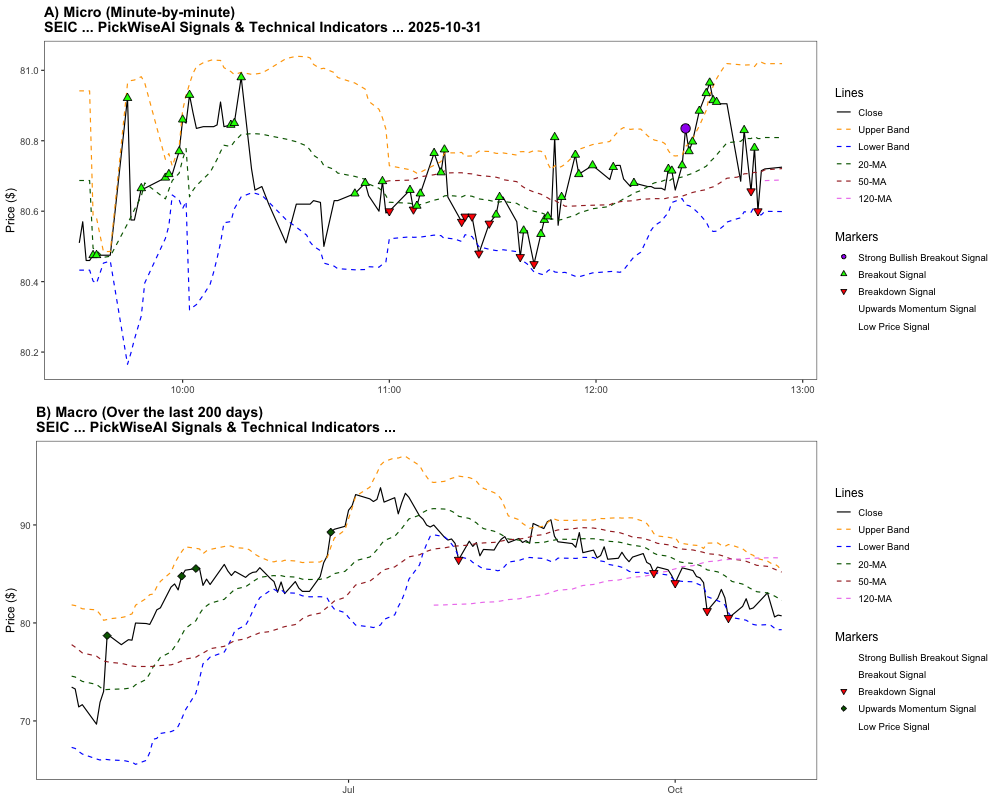 A) Micro (Minute-by-minute)
SEIC ... PickWiseAI Signals & Technical Indicators ... 2025-10-31
Price ($)
81.0
80.8
80.6
80.4
80.2
10:00
11:00
12:00
13:00
Lines
Close
Upper Band
Lower Band
20-MA
50-MA
120-MA
Markers
Strong Bullish Breakout Signal
Breakout Signal
Breakdown Signal
Upwards Momentum Signal
Low Price Signal
B) Macro (Over the last 200 days)
SEIC ... PickWiseAI Signals & Technical Indicators ...
Price ($)
90
80
70
Jul
Oct
Lines
Close
Upper Band
Lower Band
20-MA
50-MA
120-MA
Markers
Strong Bullish Breakout Signal
Breakout Signal
Breakdown Signal
Upwards Momentum Signal
Low Price Signal